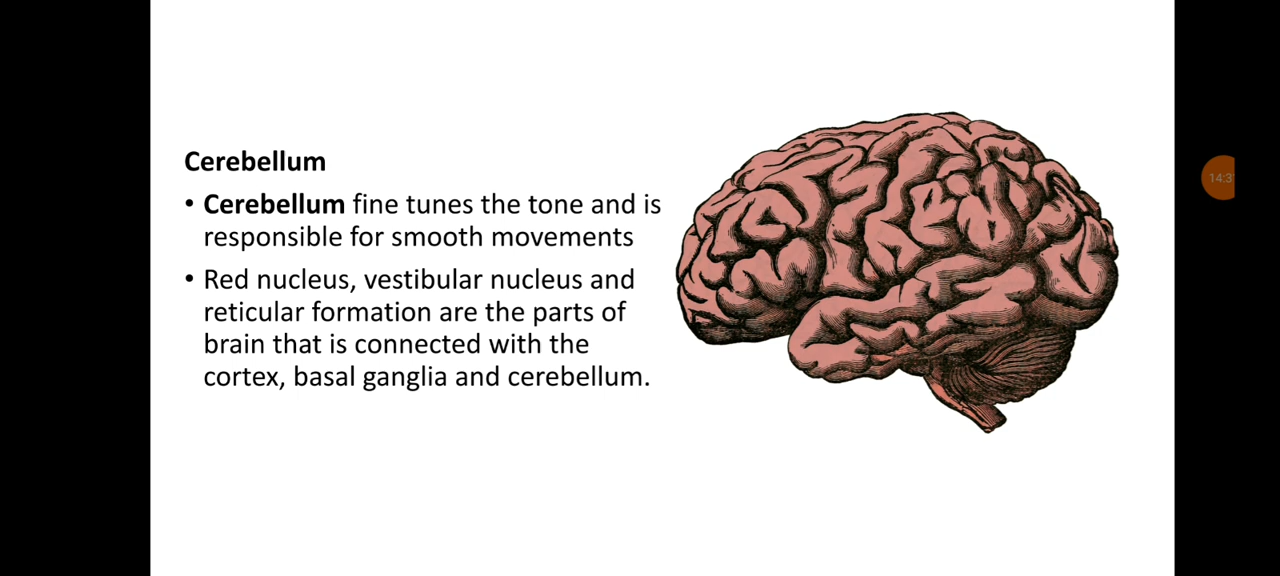 Cerebellum
• Cerebellum fine tunes the tone and is
responsible for smooth movements
• Red nucleus, vestibular nucleus and
reticular formation are the parts of
brain that is connected with the
cortex, basal ganglia and cerebellum.